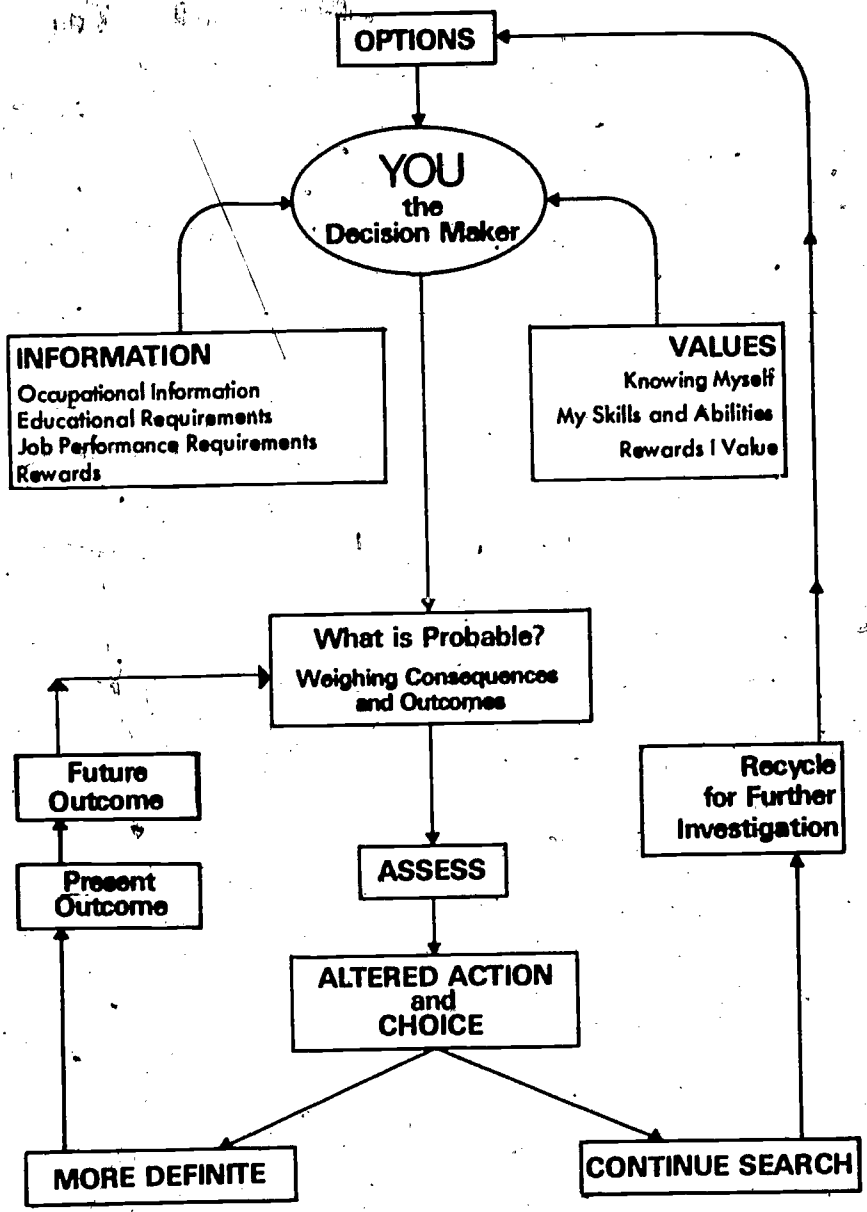 OPTIONS
YOU
the
Decision Maker
INFORMATION
Occupational Information
Educational Requirements
Job Performance Requirements
Rewards
VALUES
Knowing Myself
My Skills and Abilities
Rewards I Value
What is Probable?
Weighing Consequences
and Outcomes
Future
Outcome
Present
Outcome
Recycle
for Further
Investigation
ASSESS
ALTERED ACTION
and
CHOICE
MORE DEFINITE
CONTINUE SEARCH